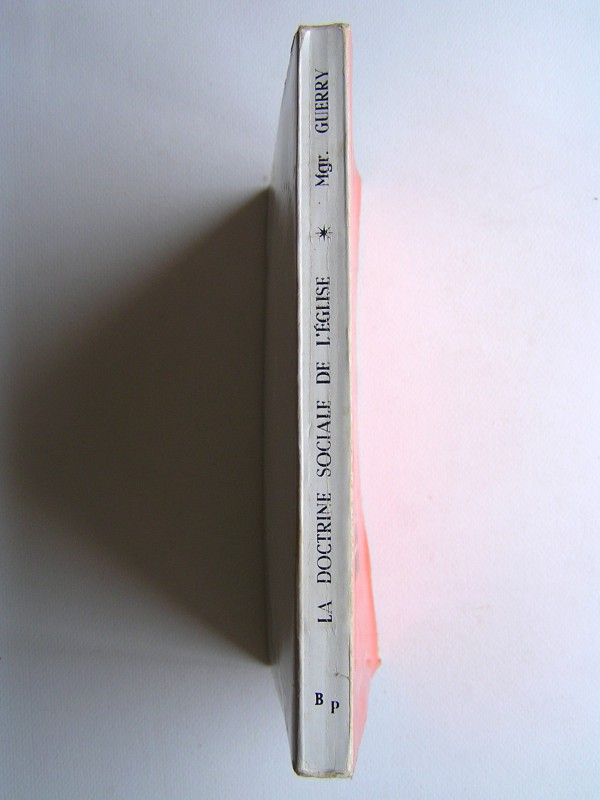 LA DOCTRINE SOCIALE DE L'ÉGLISE * Mgr. GUERRY
B P